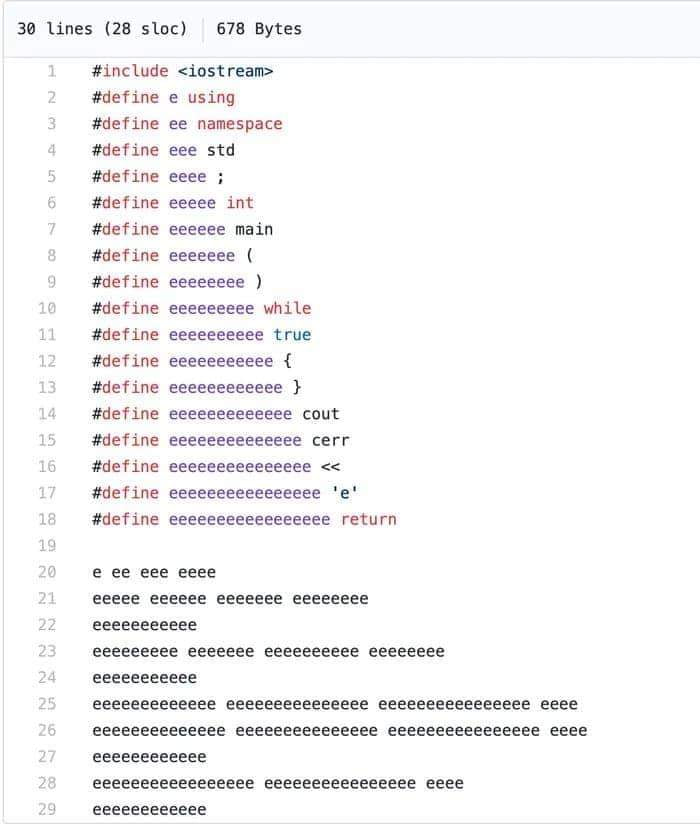 30 lines (28 sloc) 678 Bytes
1 #include <iostream>
2 #define e using
3 #define ee namespace
4 #define eee std
5 #define eeee ;
6 #define eeeee int
7 #define eeeeee main
8 #define eeeeeee (
9 #define eeeeeeee )
10 #define eeeeeeeee while
11 #define eeeeeeeeee true
12 #define eeeeeeeeeee {
13 #define eeeeeeeeeeee }
14 #define eeeeeeeeeeeee cout
15 #define eeeeeeeeeeeeee cerr
16 #define eeeeeeeeeeeeeee <<
17 #define eeeeeeeeeeeeeeee 'e'
18 #define eeeeeeeeeeeeeeeee return
19
20 e ee eee eeee
21 eeeee eeeeee eeeeeee eeeeeeee
22 eeeeeeeeeee
23 eeeeeeeee eeeeeee eeeeeeeeee eeeeeeee
24 eeeeeeeeeee
25 eeeeeeeeeeeee eeeeeeeeeeeeeee eeeeeeeeeeeeeeee eeee
26 eeeeeeeeeeeeee eeeeeeeeeeeeeee eeeeeeeeeeeeeeee eeee
27 eeeeeeeeeeee
28 eeeeeeeeeeeeeeeee eeeeeeeeeeeeeeee eeee
29 eeeeeeeeeeee